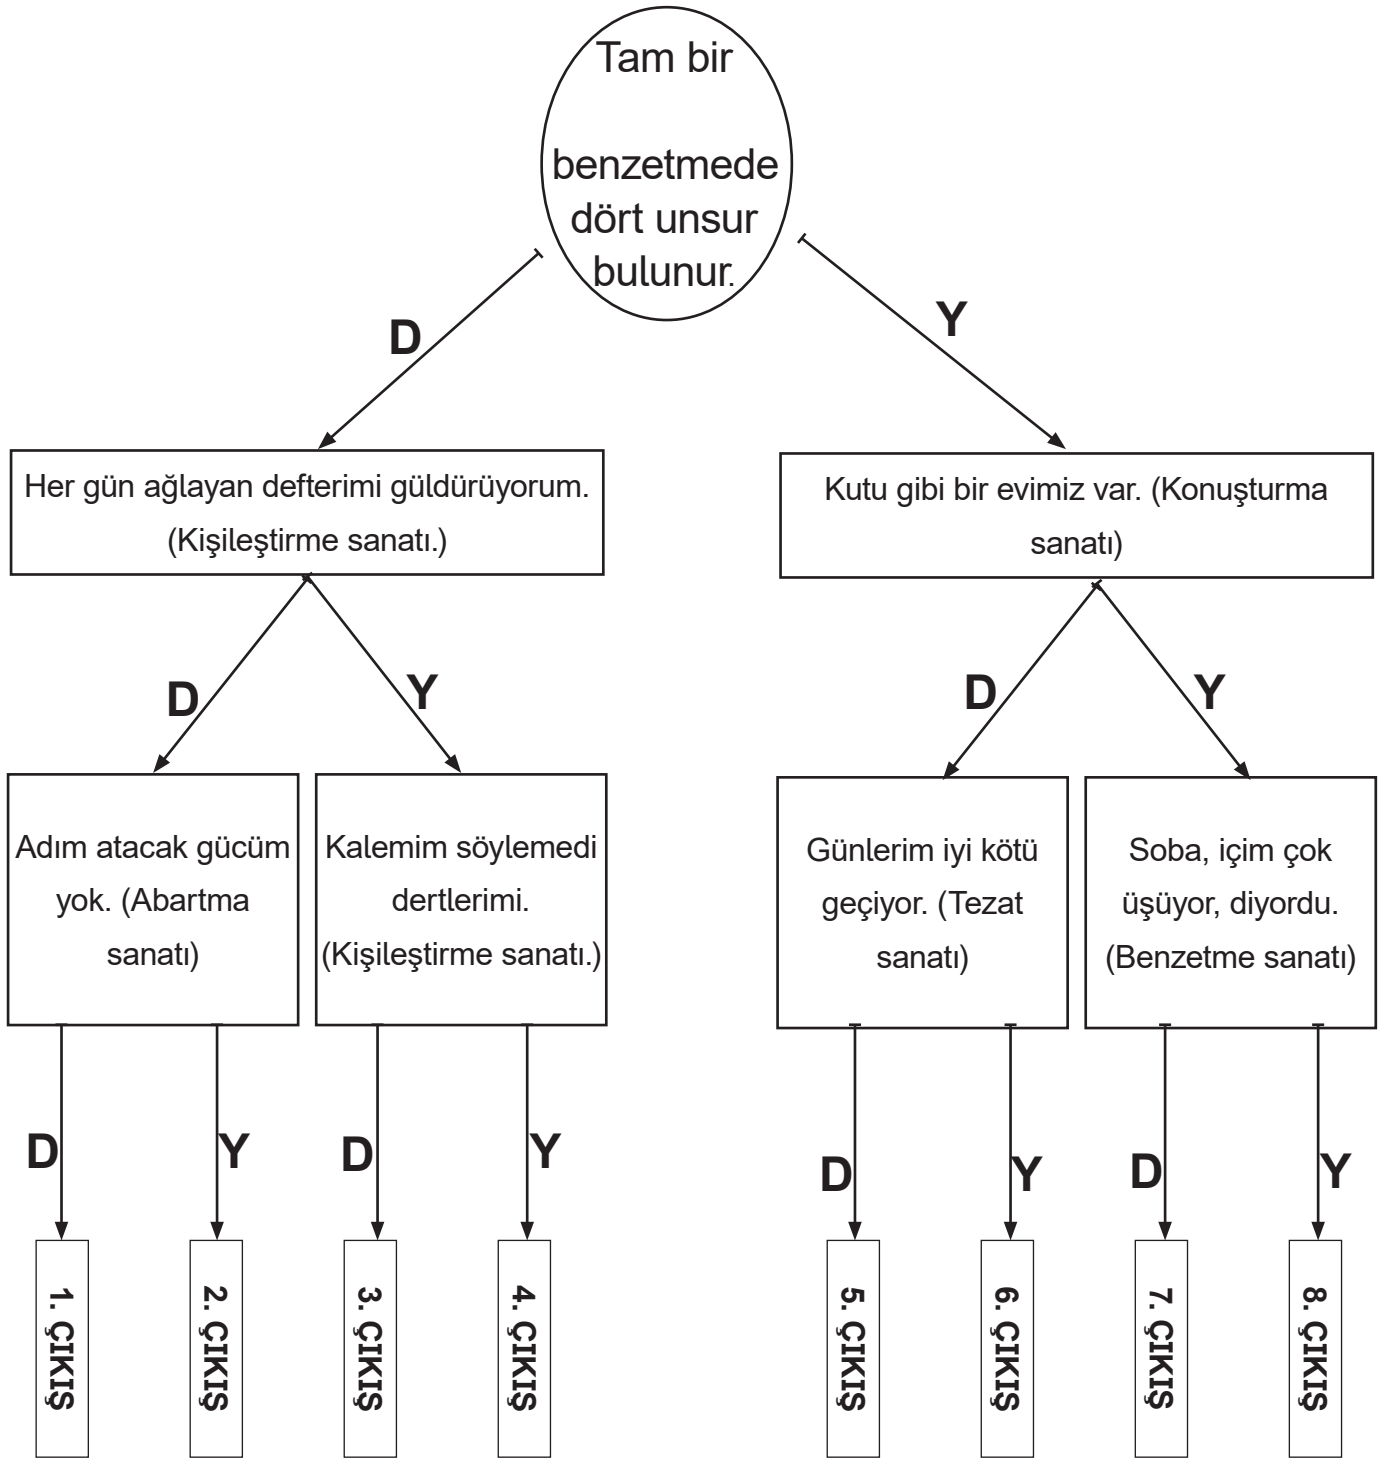 Tam bir
benzetmede
dört unsur
bulunur.
D
Y
Her gün ağlayan defterimi güldürüyorum.
(Kişileştirme sanatı.)
Kutu gibi bir evimiz var. (Konuşturma
sanatı)
D
Y
D
Y
Adım atacak gücüm
yok. (Abartma
sanatı)
Kalemim söylemedi
dertlerimi.
(Kişileştirme sanatı.)
Günlerim iyi kötü
geçiyor. (Tezat
sanatı)
Soba, içim çok
üşüyor, diyordu.
(Benzetme sanatı)
D
Y
D
Y
D
Y
D
Y
1. ÇIKIŞ
2. ÇIKIŞ
3. ÇIKIŞ
4. ÇIKIŞ
5. ÇIKIŞ
6. ÇIKIŞ
7. ÇIKIŞ
8. ÇIKIŞ